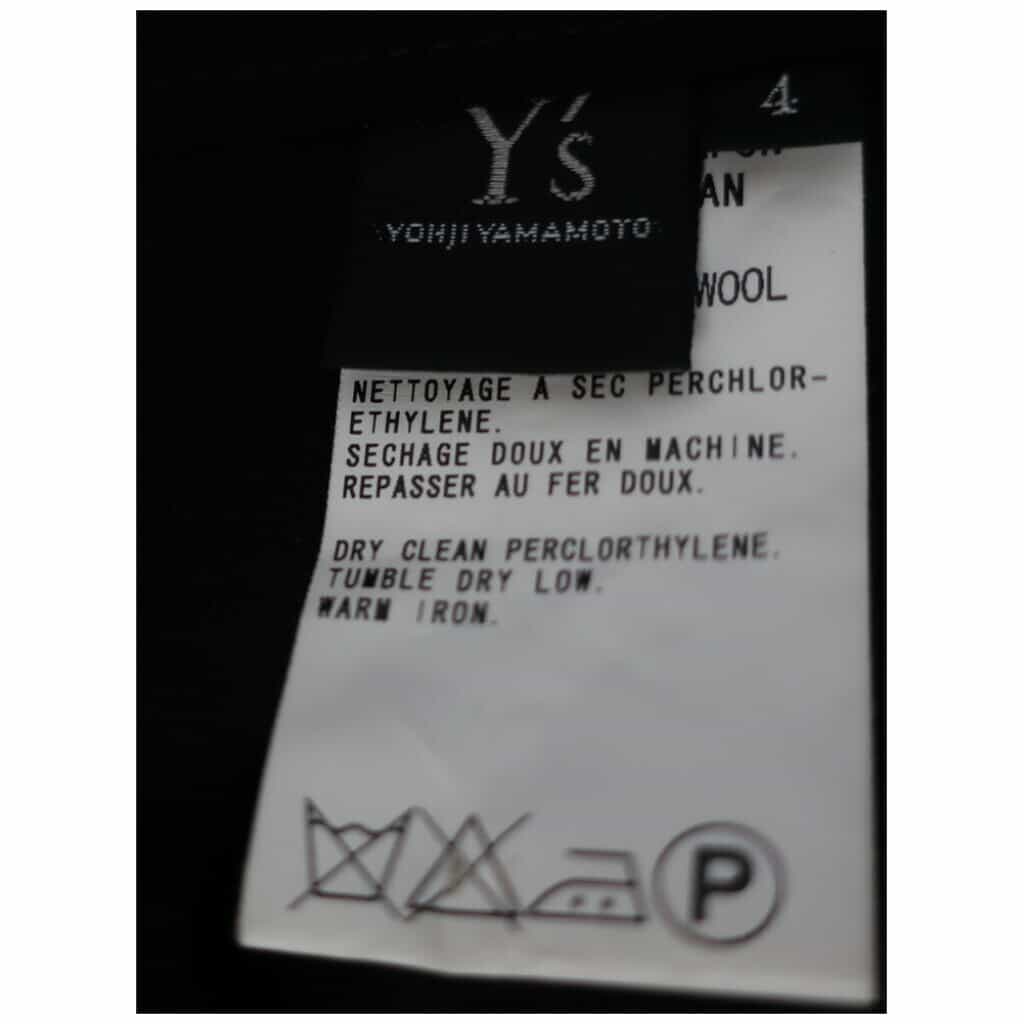 Y's
YOHJI YAMAMOTO
4
WOOL
NETTOYAGE A SEC PERCHLOR-
ETHYLENE.
SECHAGE DOUX EN MACHINE.
REPASSER AU FER DOUX.
DRY CLEAN PERCLORTHYLENE.
TUMBLE DRY LOW.
WARM IRON.
P